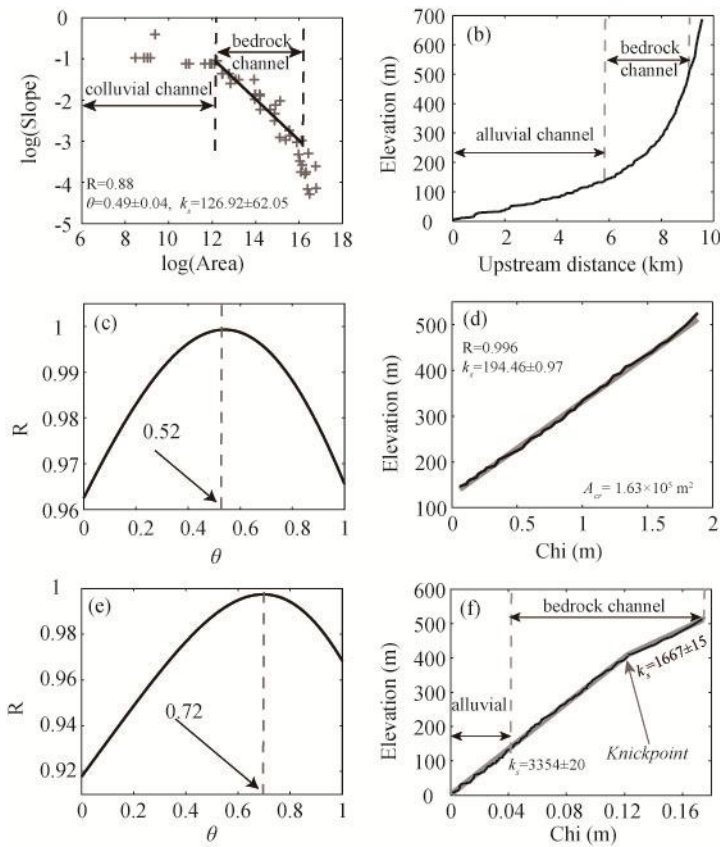 0
-1
-2
-3
-4
-5
log(Slope)
bedrock
channel
colluvial channel
R=0.88
θ=0.49±0.04, ks=126.92±62.05
6 8 10 12 14 16 18
log(Area)
700
600
500
400
300
200
100
0
Elevation (m)
(b)
bedrock
channel
alluvial channel
0 2 4 6 8 10
Upstream distance (km)
(c)
1
0.99
0.98
0.97
0.96
R
0.52
0 0.2 0.4 0.6 0.8 1
θ
(d)
500
400
300
200
100
Elevation (m)
R=0.996
ks=194.46±0.97
Acr= 1.63×10⁵ m²
0 0.5 1 1.5 2
Chi (m)
(e)
1
0.98
0.96
0.94
0.92
R
0.72
0 0.2 0.4 0.6 0.8 1
θ
(f)
600
500
400
300
200
100
0
Elevation (m)
bedrock channel
alluvial
ks=1667±15
ks=3354±20
Knickpoint
0 0.04 0.08 0.12 0.16
Chi (m)